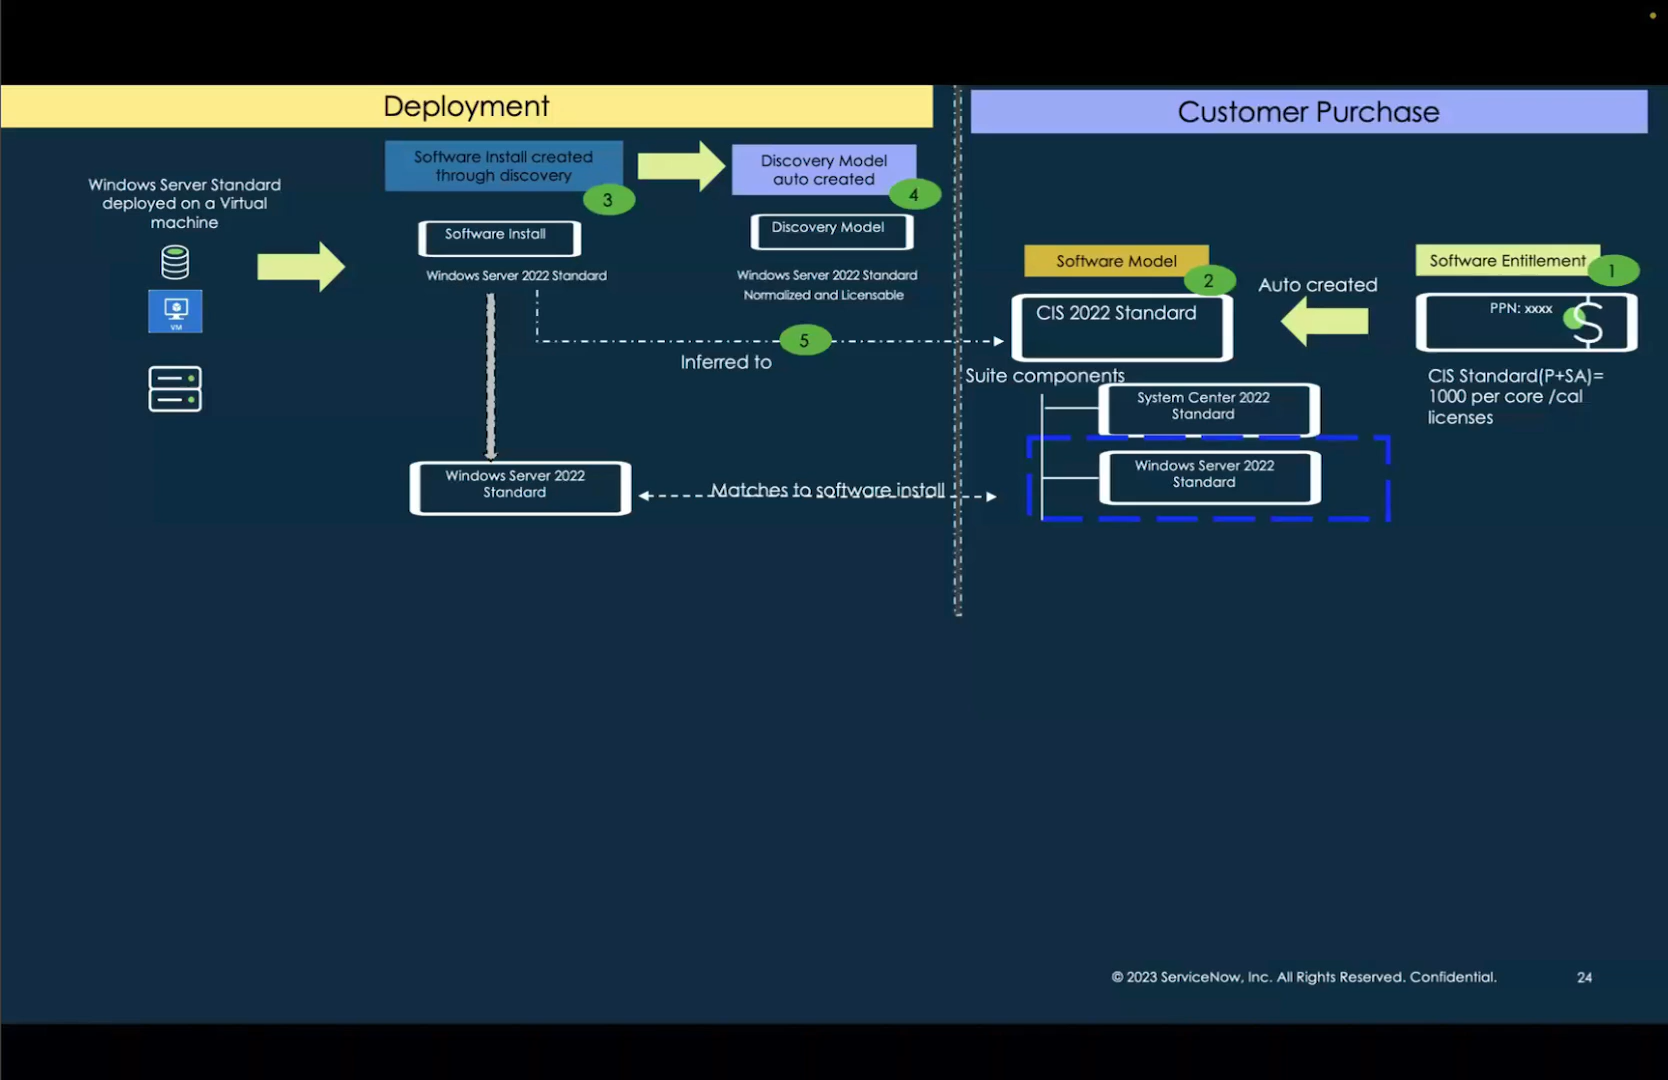 Deployment
Customer Purchase
Software Install created
through discovery
3
Discovery Model
auto created
4
Windows Server Standard
deployed on a Virtual
machine
VM
Software Install
Windows Server 2022 Standard
Discovery Model
Windows Server 2022 Standard
Normalized and Licensable
5
Inferred to
Windows Server 2022
Standard
Matches to software install
Software Model
2
CIS 2022 Standard
Auto created
Software Entitlement
1
PPN: xxxx
$
CIS Standard(P+SA)=
1000 per core /cal
licenses
Suite components
System Center 2022
Standard
Windows Server 2022
Standard
© 2023 ServiceNow, Inc. All Rights Reserved. Confidential.
24